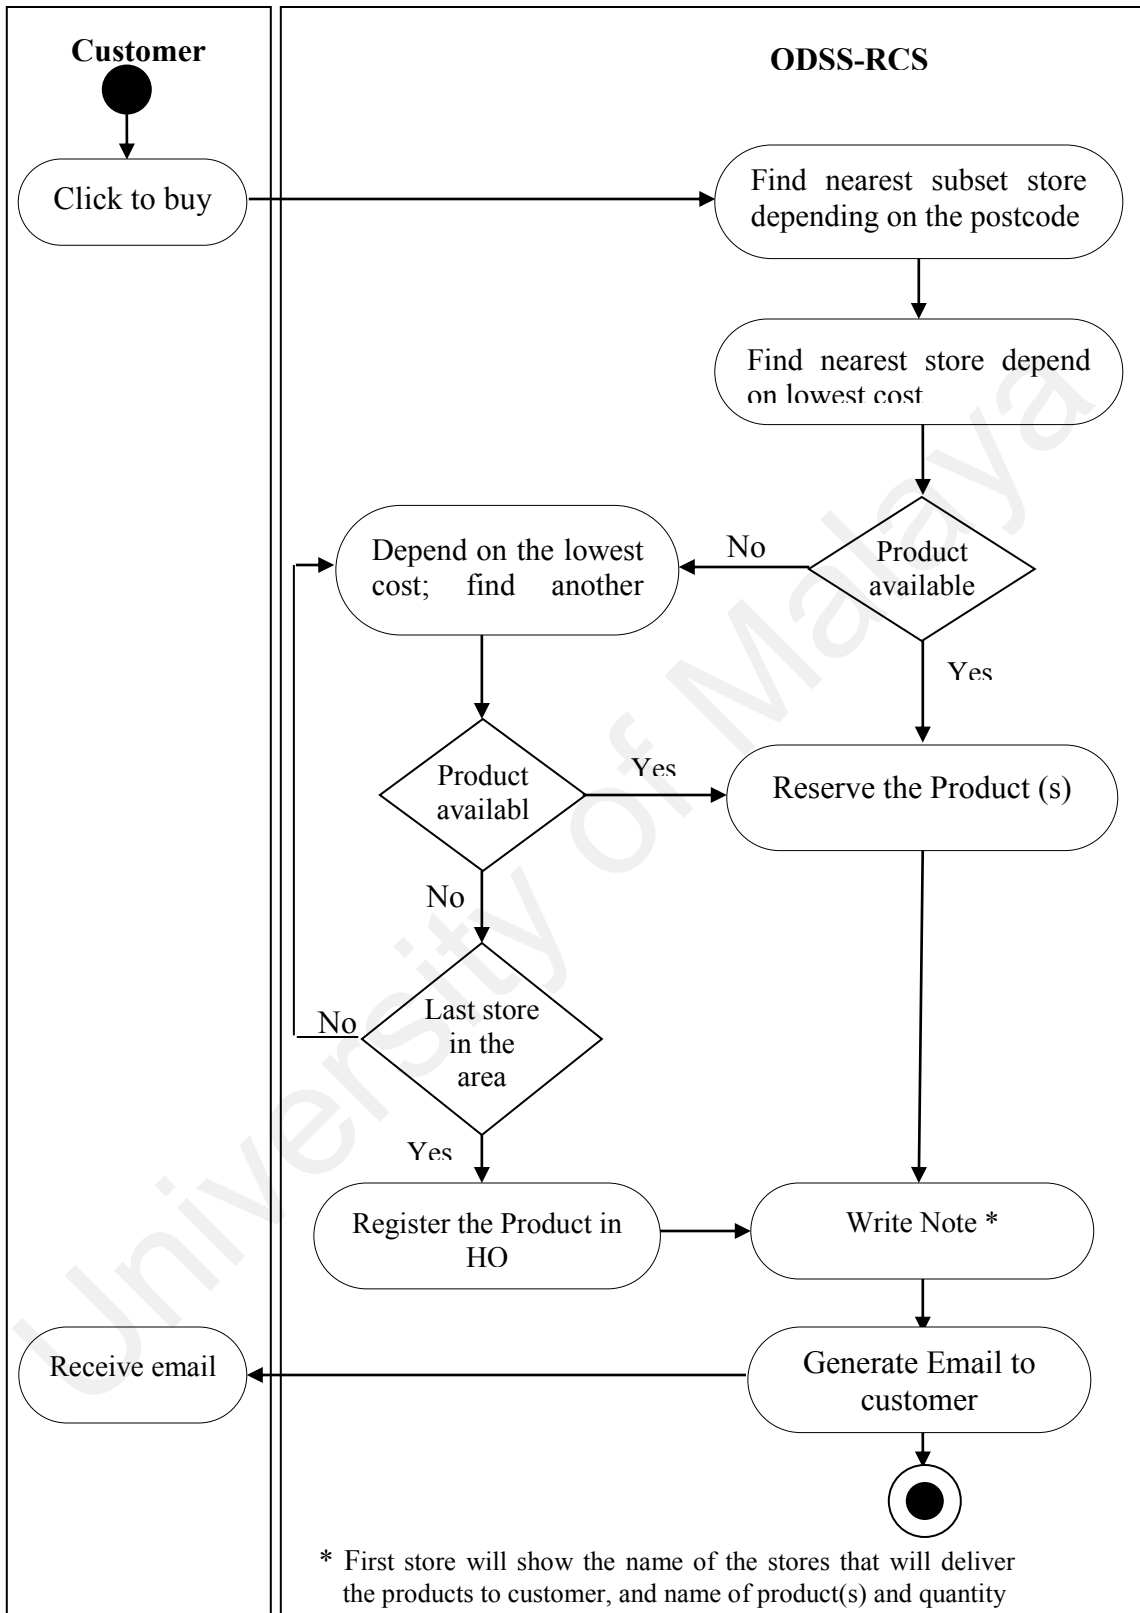 Customer
ODSS-RCS
Click to buy
Find nearest subset store
depending on the postcode
Find nearest store depend
on lowest cost
Product
available
No
Yes
Depend on the lowest
cost; find another
Product
availabl
Yes
No
Reserve the Product (s)
Last store
in the
area
No
Yes
Register the Product in
HO
Write Note *
Generate Email to
customer
Receive email
* First store will show the name of the stores that will deliver
the products to customer, and name of product(s) and quantity
University of Malaya